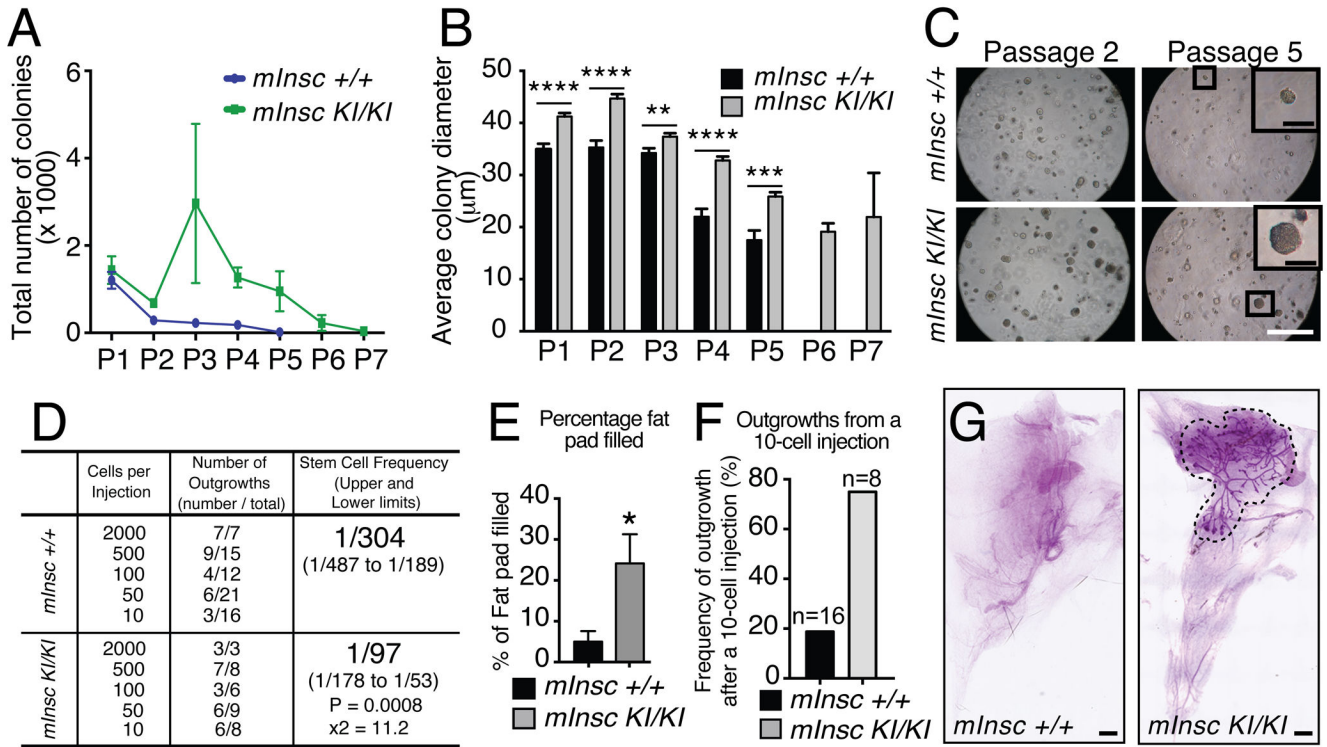 A
Total number of colonies
(x 1000)
6
4
2
0
mInsc +/+
mInsc KI/KI
P1 P2 P3 P4 P5 P6 P7
B
Average colony diameter
(µm)
50
40
30
20
10
0
mInsc +/+
mInsc KI/KI
**** **** ** **** ***
P1 P2 P3 P4 P5 P6 P7
C
Passage 2 Passage 5
mInsc +/+
mInsc KI/KI
D
Cells per
Injection
Number of
Outgrowths
(number / total)
Stem Cell Frequency
(Upper and
Lower limits)
mInsc +/+
2000 7/7
500 9/15
100 4/12
50 6/21
10 3/16
1/304
(1/487 to 1/189)
mInsc KI/KI
2000 3/3
500 7/8
100 3/6
50 6/9
10 6/8
1/97
(1/178 to 1/53)
P = 0.0008
x2 = 11.2
E
Percentage fat
pad filled
% of Fat pad filled
40
30
20
10
0
*
mInsc +/+
mInsc KI/KI
F
Outgrowths from a
10-cell injection
Frequency of outgrowth
after a 10-cell injection (%)
80
60
40
20
0
n=16
n=8
mInsc +/+
mInsc KI/KI
G
mInsc +/+
mInsc KI/KI